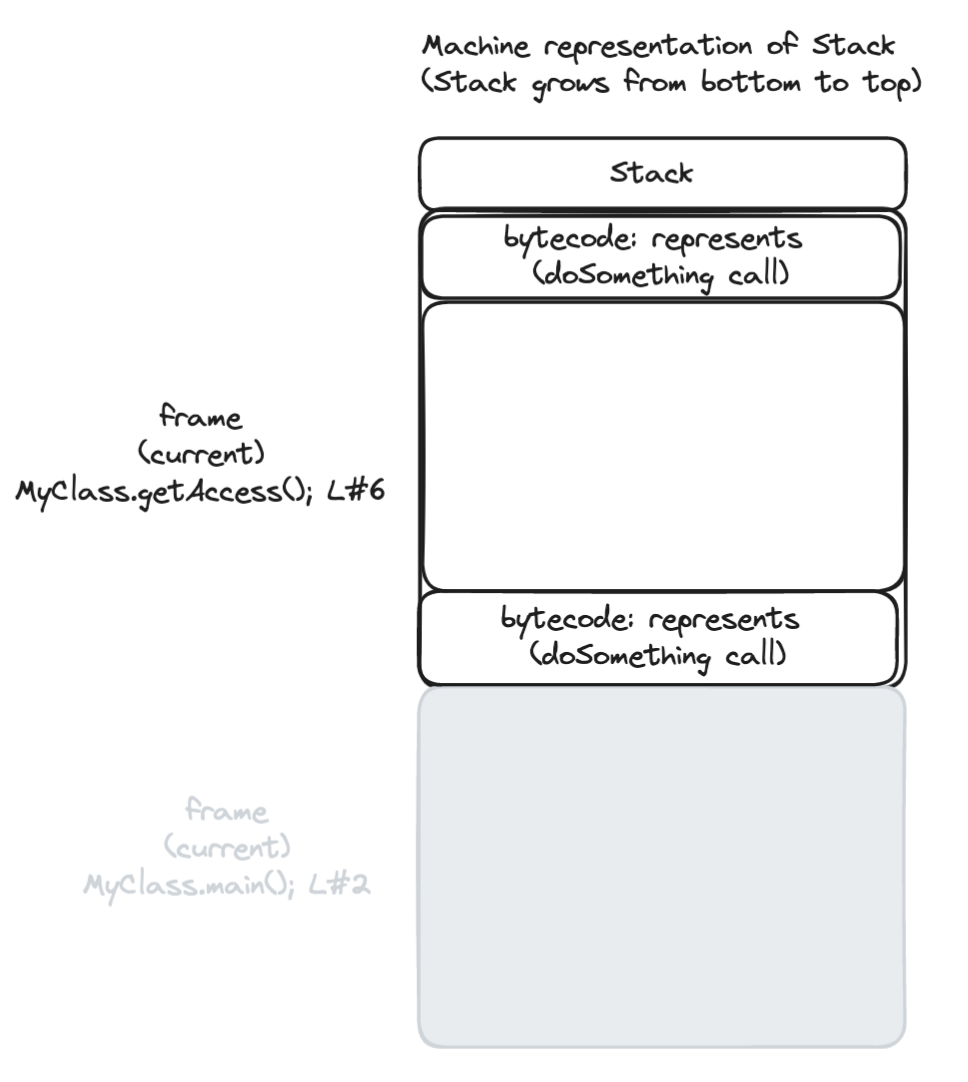 Machine representation of Stack
(Stack grows from bottom to top)
Stack
bytecode: represents
(doSomething call)
frame
(current)
MyClass.getAccess(); L#6
bytecode: represents
(doSomething call)
frame
(current)
MyClass.main(); L#2